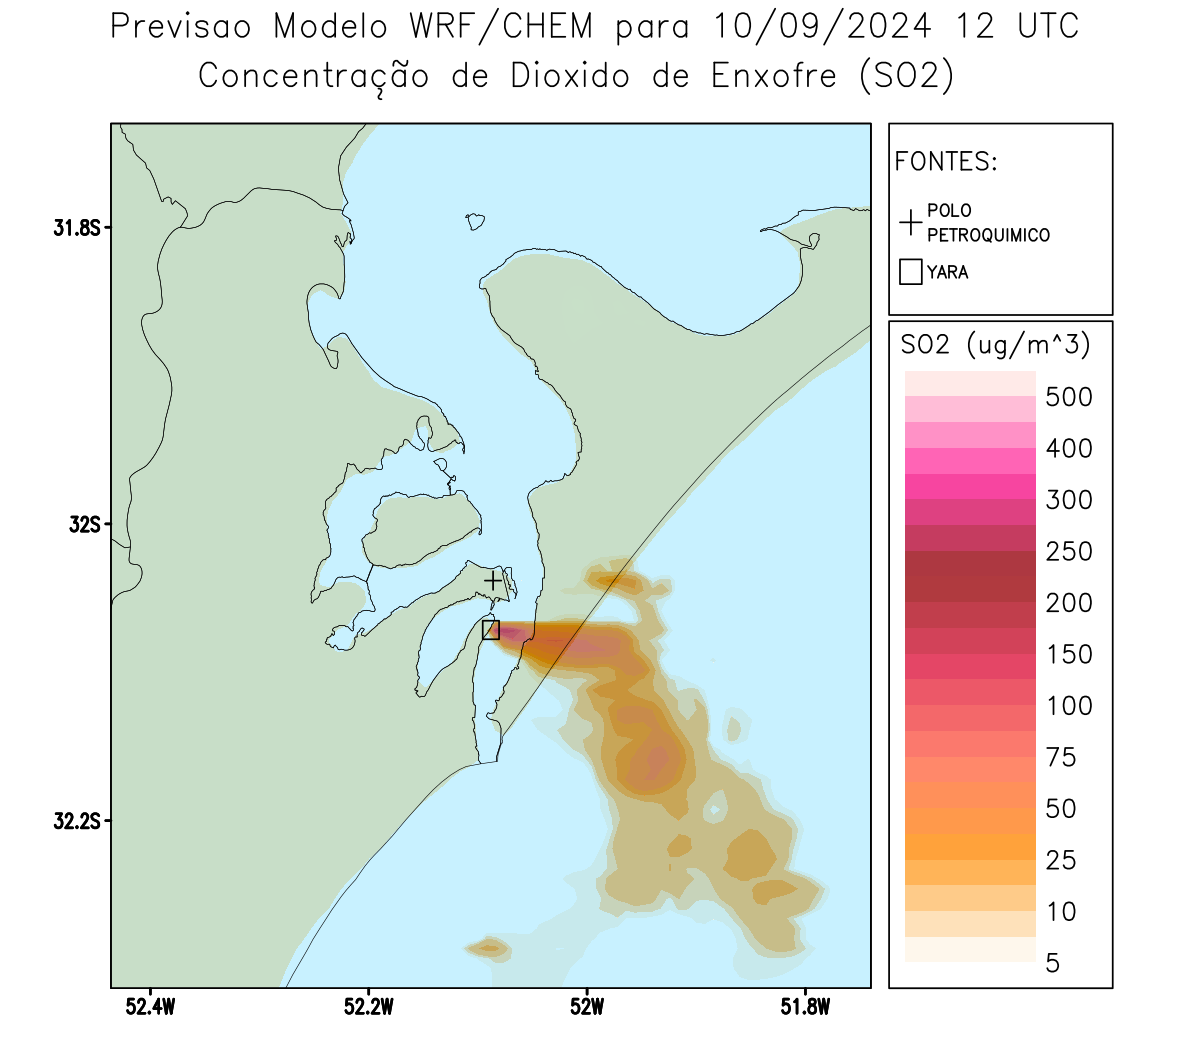 Previsao Modelo WRF/CHEM para 10/09/2024 12 UTC
Concentração de Dioxido de Enxofre (SO2)
FONTES:
POLO
PETROQUIMICO
YARA
SO2 (ug/m^3)
500
400
300
250
200
150
100
75
50
25
10
5
31.8S
32S
32.2S
52.4W 52.2W 52W 51.8W